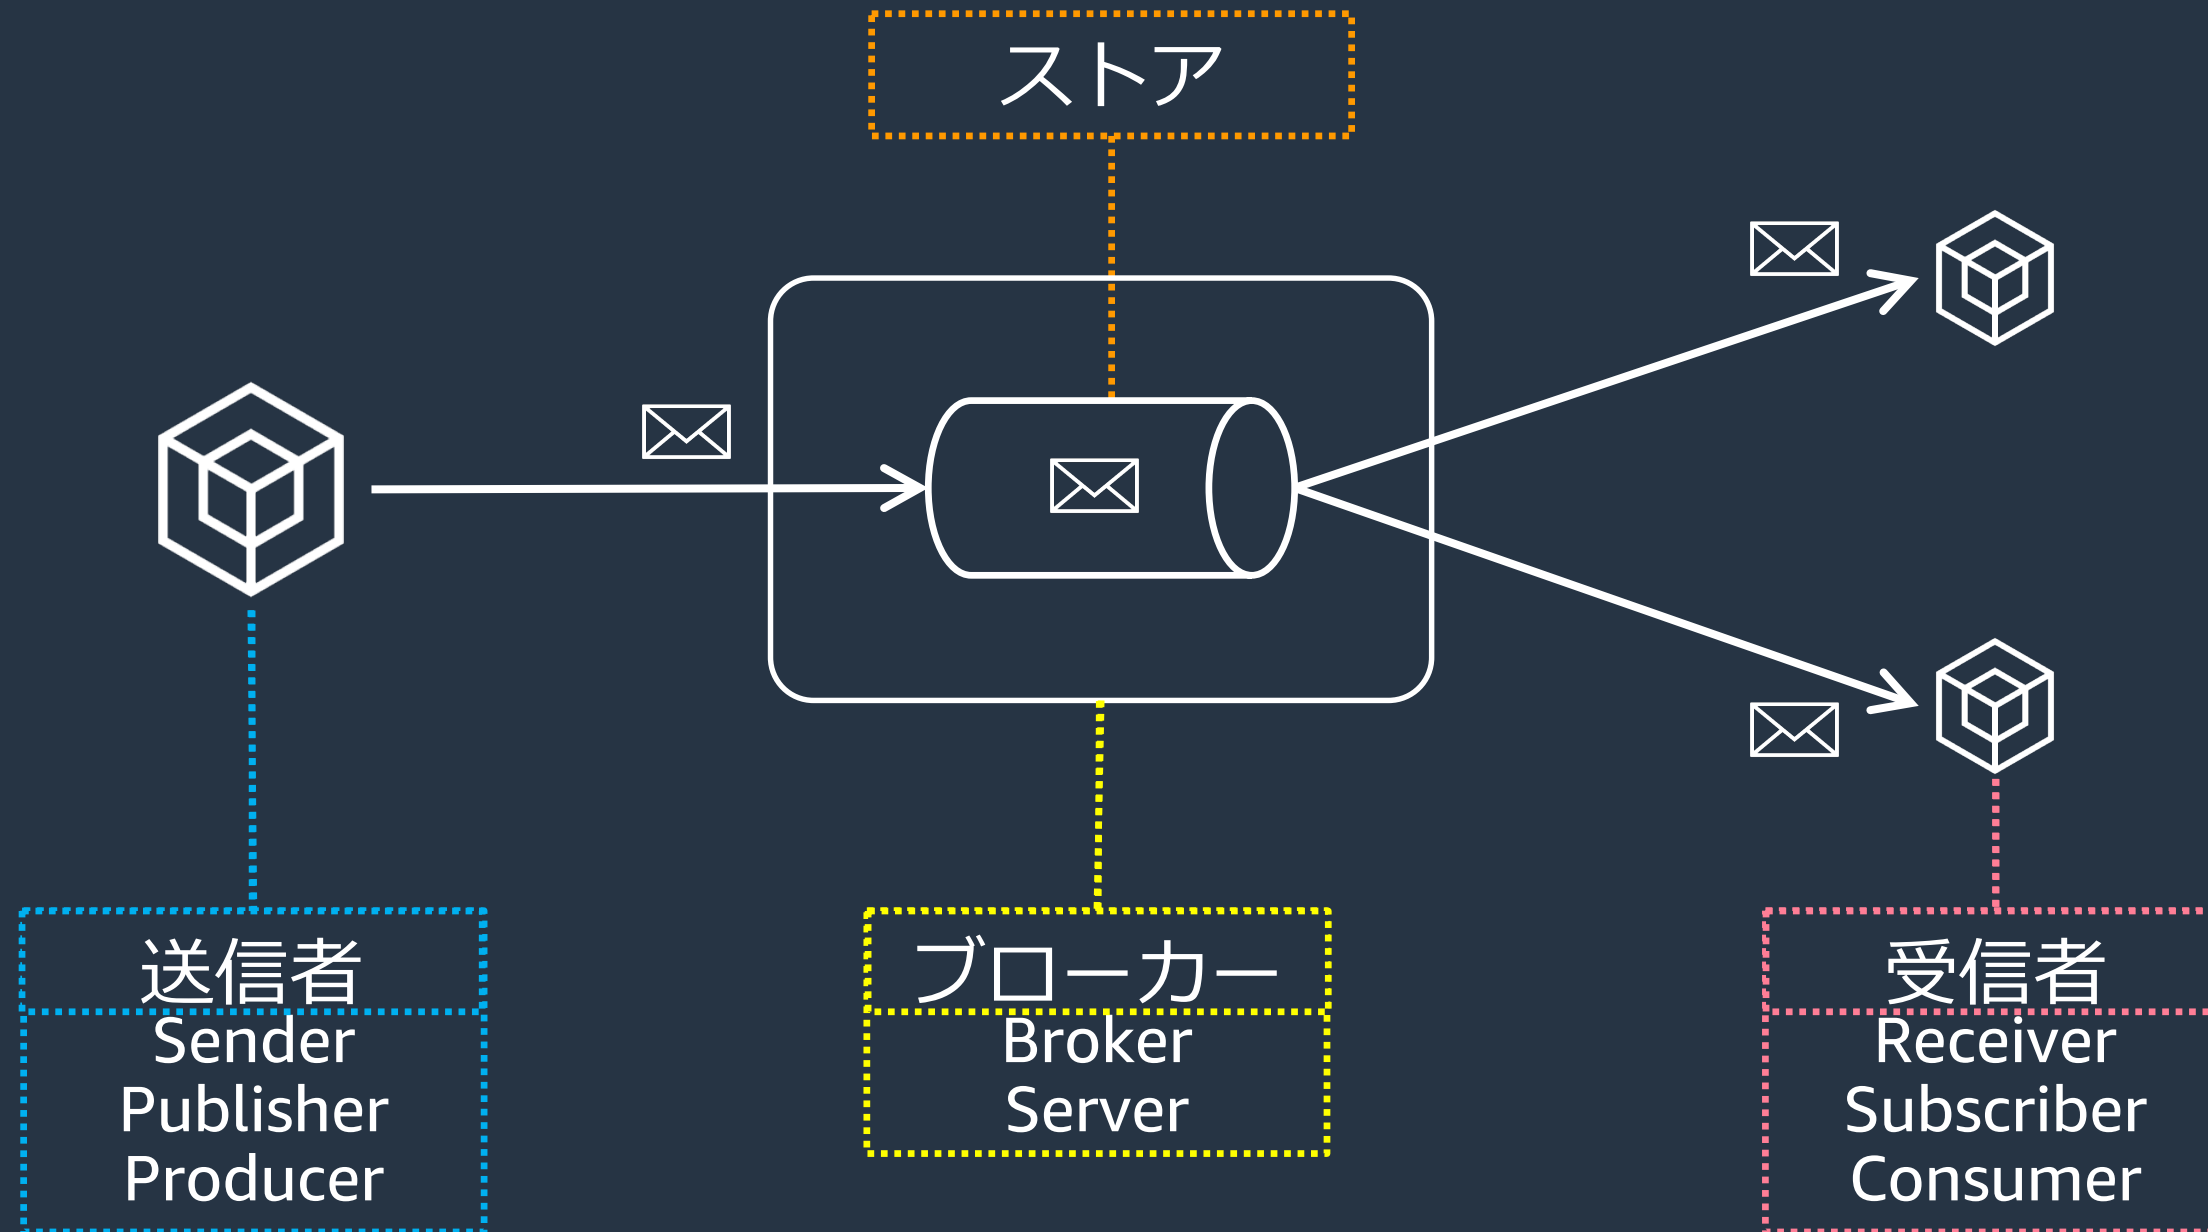 ストア
送信者
Sender
Publisher
Producer
ブローカー
Broker
Server
受信者
Receiver
Subscriber
Consumer